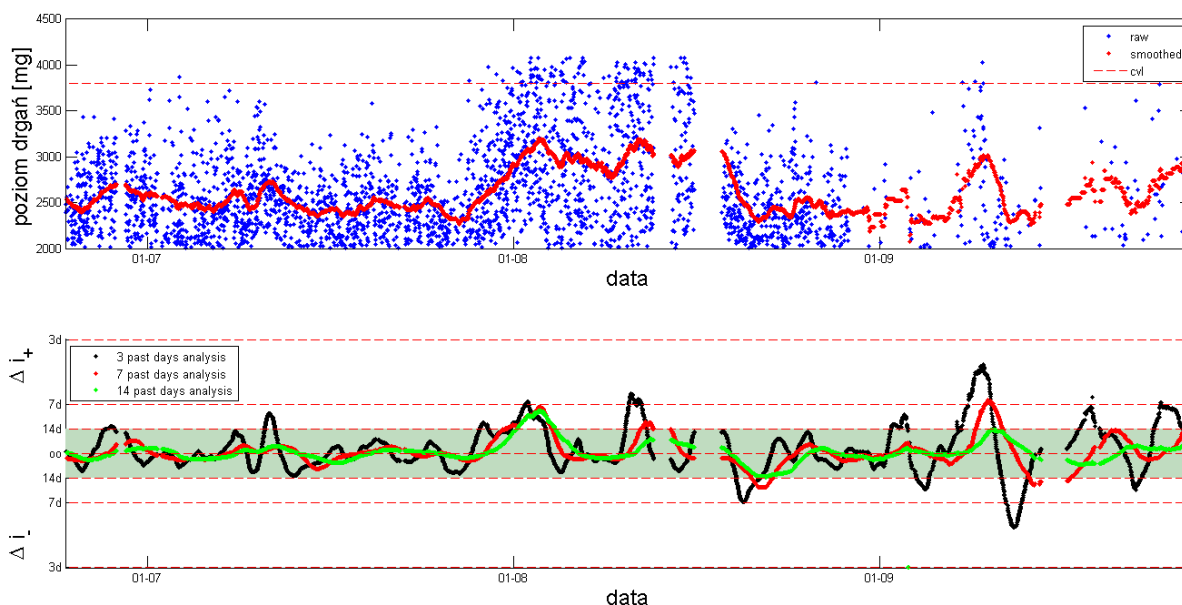 4500
4000
3500
3000
2500
2000
poziom drgań [mg]
raw
smoothed
cvl
01-07
01-08
01-09
data
3d
7d
14d
oo
14d
7d
3d
Δ i+
Δ i-
3 past days analysis
7 past days analysis
14 past days analysis
01-07
01-08
01-09
data